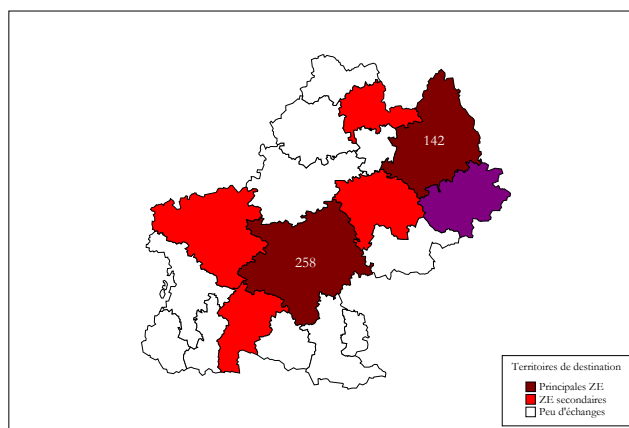 142
258
Territoires de destination
Principales ZE
ZE secondaires
Peu d'échanges